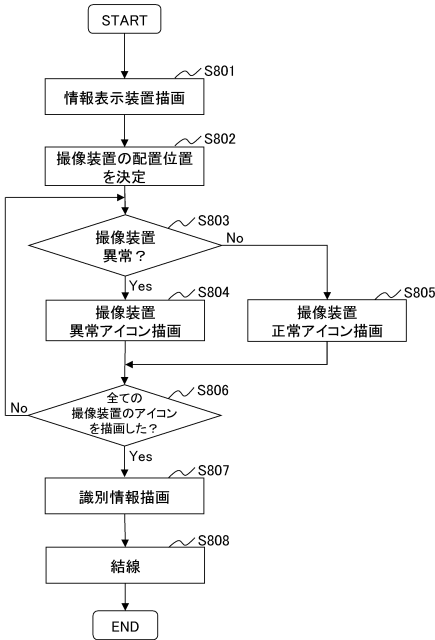 START
S801
情報表示装置描画
S802
撮像装置の配置位置
を決定
S803
撮像装置
異常？
No
Yes
S804
撮像装置
異常アイコン描画
S805
撮像装置
正常アイコン描画
S806
全ての
撮像装置のアイコン
を描画した？
No
Yes
S807
識別情報描画
S808
結線
END